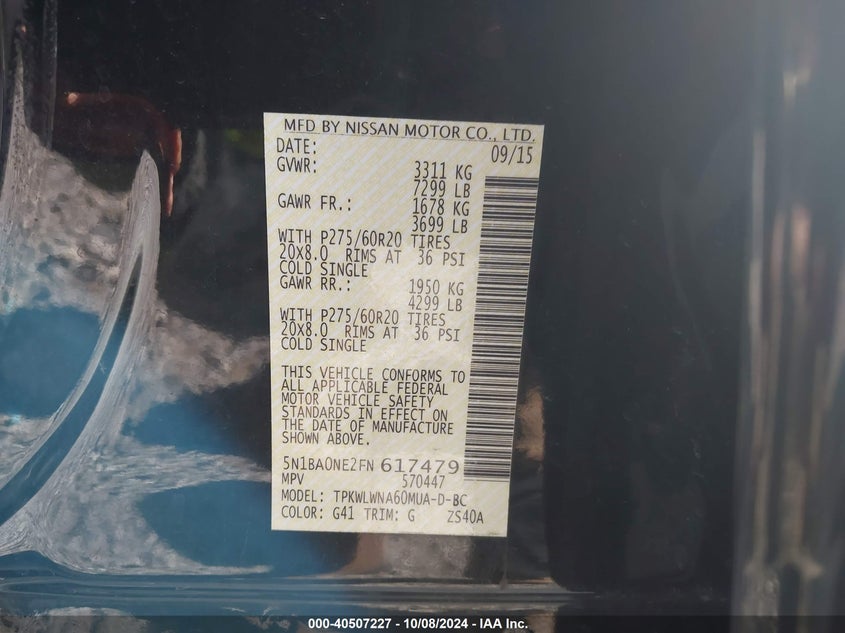 MFD BY NISSAN MOTOR CO., LTD.
DATE: 09/15
GVWR: 3311 KG
7299 LB
GAWR FR.: 1678 KG
3699 LB
WITH P275/60R20 TIRES
20X8.0 RIMS AT 36 PSI
COLD SINGLE
GAWR RR.: 1950 KG
4299 LB
WITH P275/60R20 TIRES
20X8.0 RIMS AT 36 PSI
COLD SINGLE
THIS VEHICLE CONFORMS TO
ALL APPLICABLE FEDERAL
MOTOR VEHICLE SAFETY
STANDARDS IN EFFECT ON
THE DATE OF MANUFACTURE
SHOWN ABOVE.
5N1BA0NE2FN 617479
MPV 570447
MODEL: TPKWLWNA60MUA-D-BC
COLOR: G41 TRIM: G ZS40A
000-40507227 - 10/08/2024 - IAA Inc.